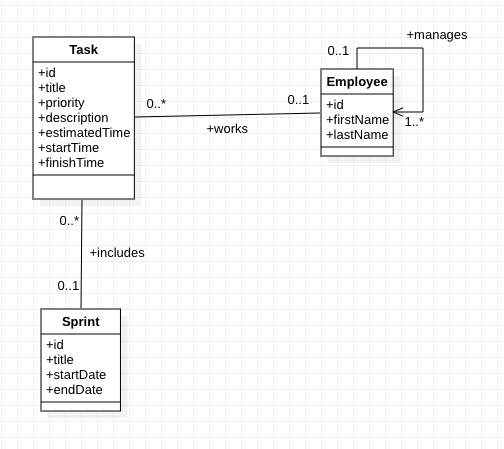 +manages
0..1
Task
Employee
+id
+title
+priority
+description
+estimatedTime
+startTime
+finishTime
0..*
0..1
+works
+id
+firstName
+lastName
1..*
0..*
+includes
0..1
Sprint
+id
+title
+startDate
+endDate